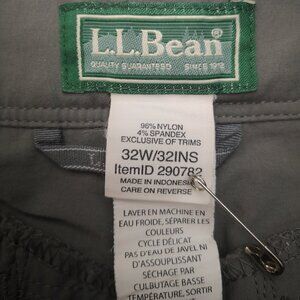 L.L.Bean®
QUALITY GUARANTEED SINCE 1912
96% NYLON
4% SPANDEX
EXCLUSIVE OF TRIMS
32W/32INS
ItemID 290782
MADE IN INDONESIA
CARE ON REVERSE
LAVER EN MACHINE EN
EAU FROIDE, SÉPARER LES
COULEURS
CYCLE DÉLICAT
PAS D'EAU DE JAVEL NI
D'ASSOUPLISSANT
SÉCHAGE PAR
CULBUTAGE BASSE
TEMPÉRATURE, SORTIR